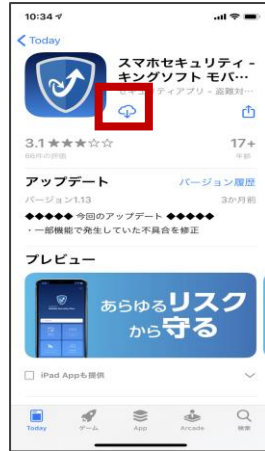 10:34
Today
スマホセキュリティ -
キングソフト モバ…
セキュリティアプリ - 盗難対…
3.1★★★☆☆
17+
66件の評価
年齢
アップデート
バージョン履歴
バージョン1.13
3か月前
◆◆◆◆◆ 今回のアップデート ◆◆◆◆◆
・一部機能で発生していた不具合を修正
プレビュー
あらゆるリスク
から守る
iPad Appも提供
Today
ゲーム
App
Arcade
検索